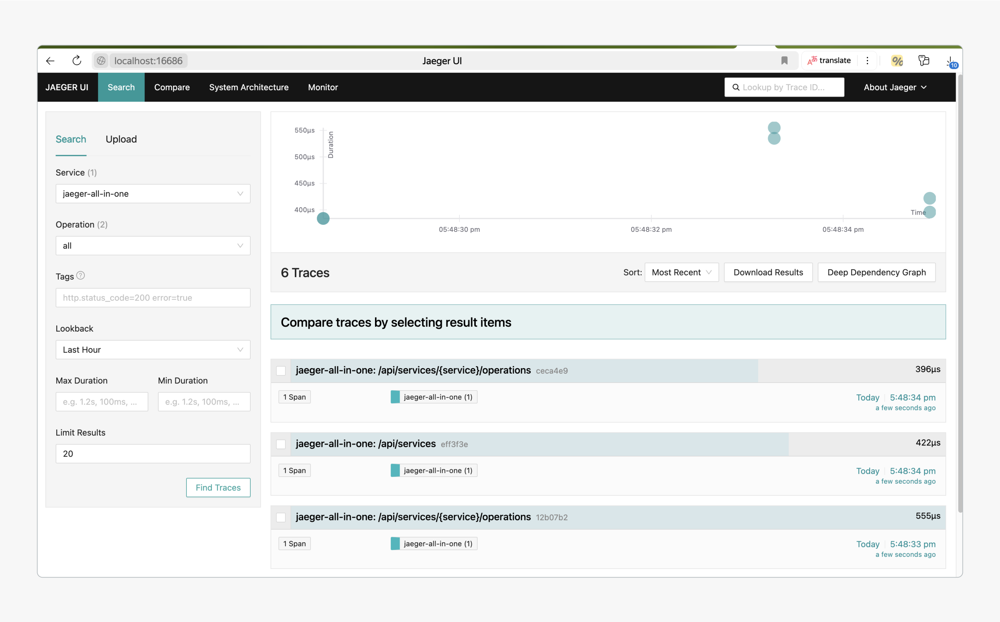 localhost:16686
Jaeger UI
translate
10
JAEGER UI
Search
Compare
System Architecture
Monitor
Lookup by Trace ID...
About Jaeger
Search
Upload
Service (1)
jaeger-all-in-one
Operation (2)
all
Tags ?
http.status_code=200 error=true
Lookback
Last Hour
Max Duration
Min Duration
e.g. 1.2s, 100ms, ...
e.g. 1.2s, 100ms, ...
Limit Results
20
Find Traces
550μs
500μs
450μs
400μs
Duration
Time
05:48:30 pm
05:48:32 pm
05:48:34 pm
6 Traces
Sort: Most Recent
Download Results
Deep Dependency Graph
Compare traces by selecting result items
jaeger-all-in-one: /api/services/{service}/operations ceca4e9
396μs
1 Span
jaeger-all-in-one (1)
Today 5:48:34 pm
a few seconds ago
jaeger-all-in-one: /api/services eff3f3e
422μs
1 Span
jaeger-all-in-one (1)
Today 5:48:34 pm
a few seconds ago
jaeger-all-in-one: /api/services/{service}/operations 12b07b2
555μs
1 Span
jaeger-all-in-one (1)
Today 5:48:33 pm
a few seconds ago